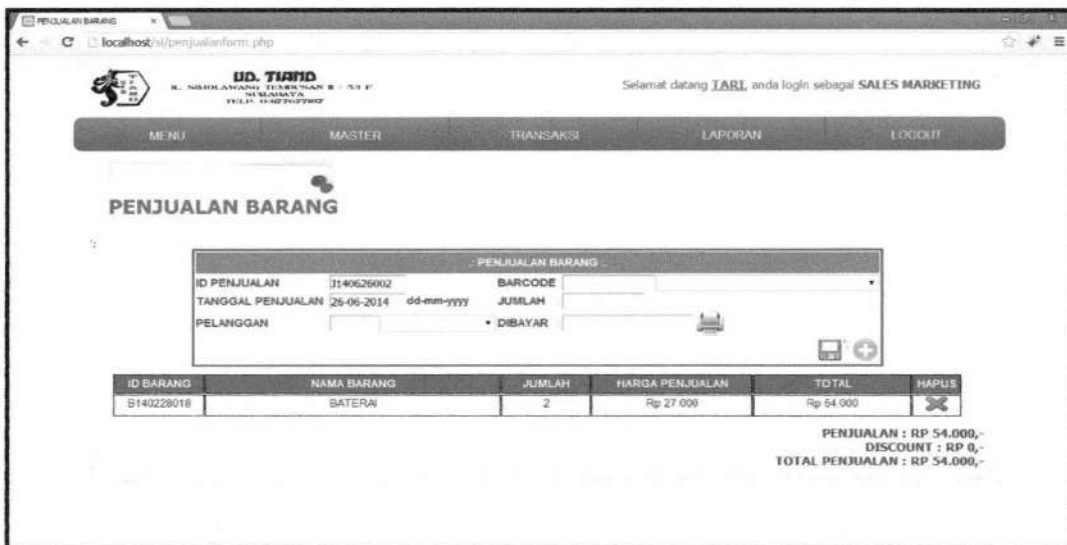 PENJUALAN BARANG
localhost/si/penjualanform.php
UD. TIANO
SURABAYA
Selamat datang TARI, anda login sebagai SALES MARKETING
MENU MASTER TRANSAKSI LAPORAN LOGOUT
PENJUALAN BARANG
.: PENJUALAN BARANG :.
ID PENJUALAN J140626002 BARCODE
TANGGAL PENJUALAN 26-06-2014 dd-mm-yyyy JUMLAH
PELANGGAN DIBAYAR
ID BARANG NAMA BARANG JUMLAH HARGA PENJUALAN TOTAL HAPUS
B140228018 BATERAI 2 Rp 27.000 Rp 54.000
PENJUALAN : RP 54.000,-
DISCOUNT : RP 0,-
TOTAL PENJUALAN : RP 54.000,-